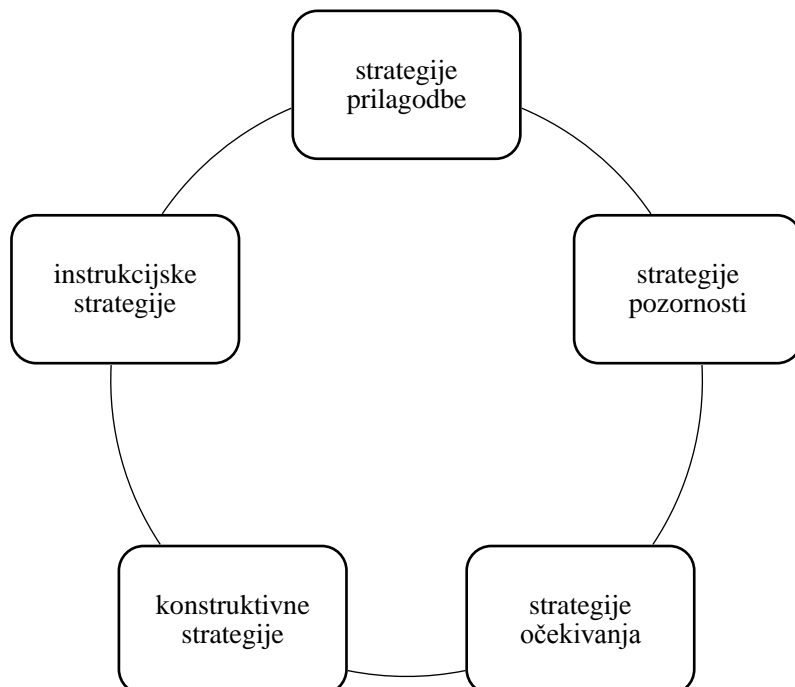 strategije
prilagodbe
instrukcijske
strategije
strategije
pozornosti
konstruktivne
strategije
strategije
očekivanja